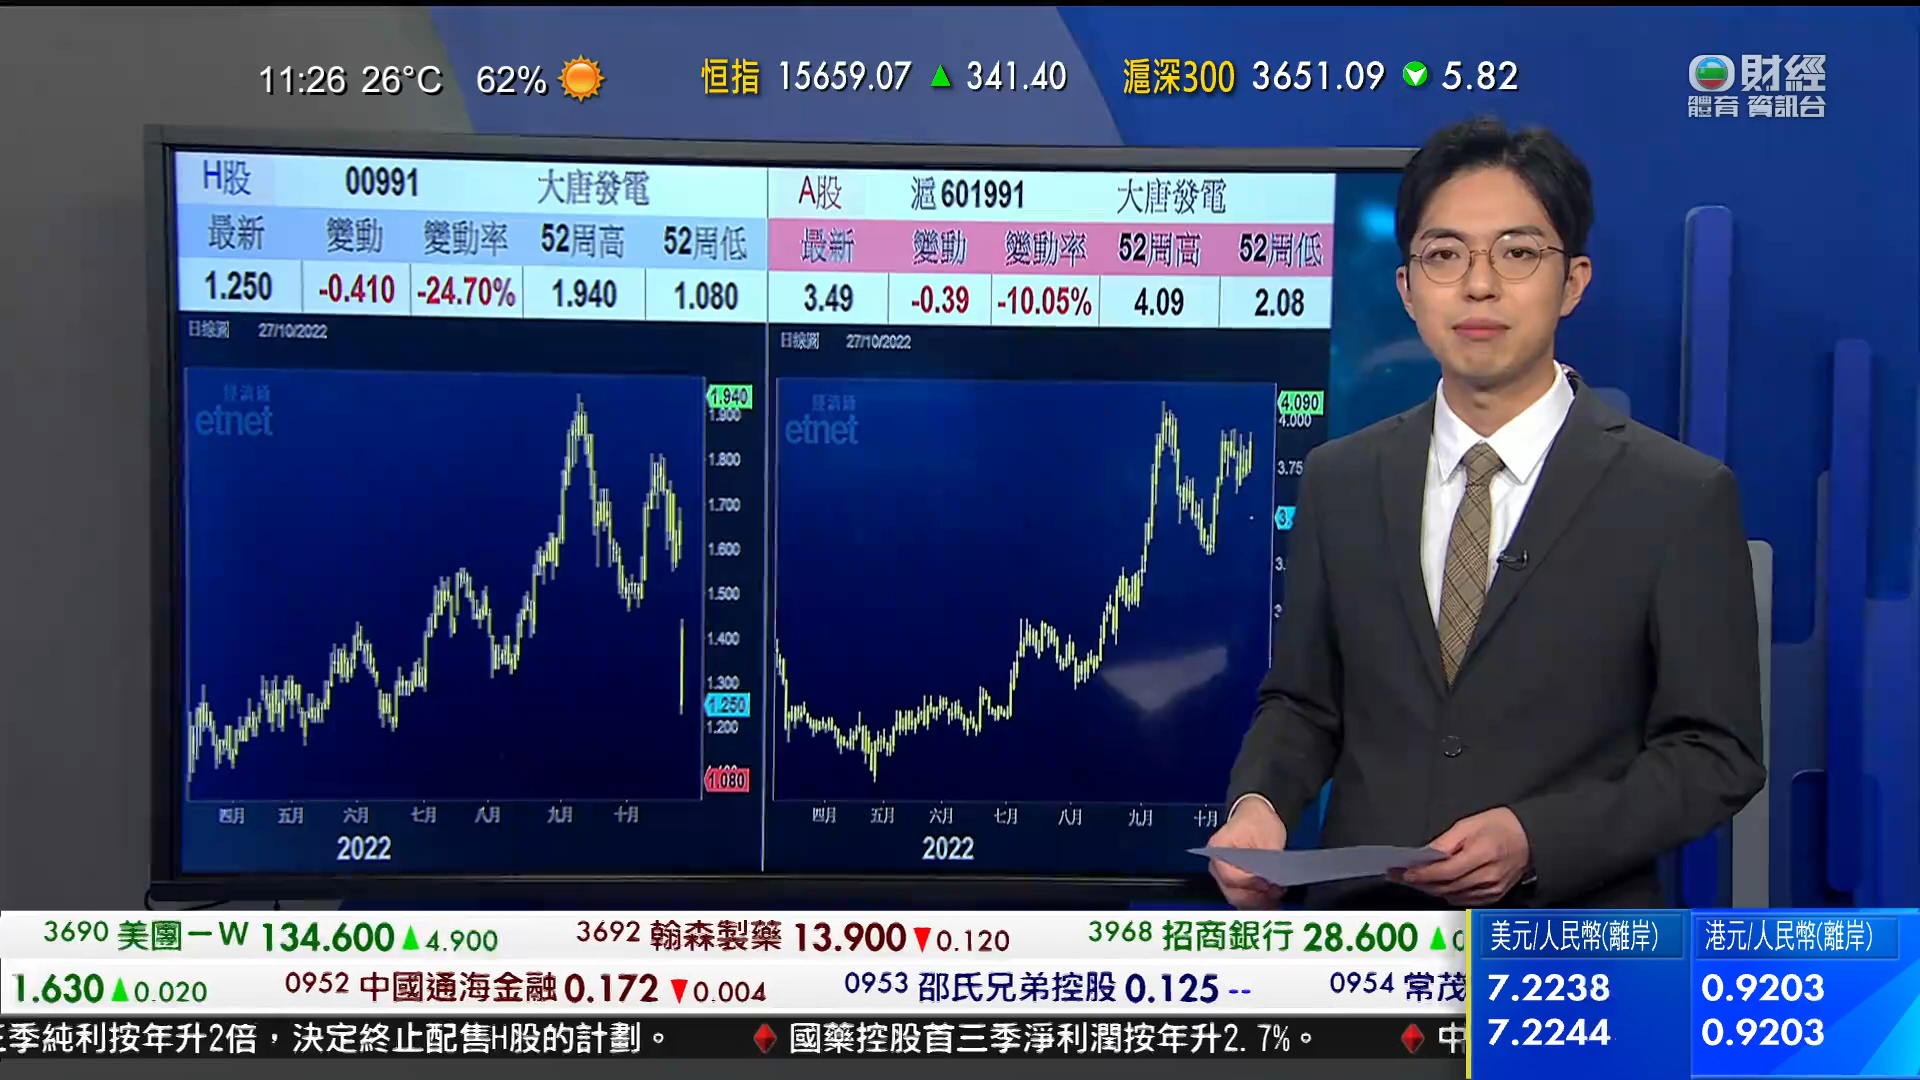 11:26 26°C 62% 恒指 15659.07 ▲ 341.40 滬深300 3651.09 ▼ 5.82
財經
體育 資訊台
H股 00991 大唐發電
最新 變動 變動率 52周高 52周低
1.250 -0.410 -24.70% 1.940 1.080
日線圖 27/10/2022
經濟通
etnet
1.940
1.900
1.800
1.700
1.600
1.500
1.400
1.300
1.250
1.200
1.080
四月 五月 六月 七月 八月 九月 十月
2022
A股 滬601991 大唐發電
最新 變動 變動率 52周高 52周低
3.49 -0.39 -10.05% 4.09 2.08
日線圖 27/10/2022
經濟通
etnet
4.090
4.000
3.75
四月 五月 六月 七月 八月 九月 十月
2022
3690 美團－W 134.600 ▲4.900 3692 翰森製藥 13.900 ▼0.120 3968 招商銀行 28.600 ▲
1.630 ▲0.020 0952 中國通海金融 0.172 ▼0.004 0953 邵氏兄弟控股 0.125 -- 0954 常茂
季純利按年升2倍，決定終止配售H股的計劃。 國藥控股首三季淨利潤按年升2.7%。 中
美元/人民幣(離岸)
7.2238
7.2244
港元/人民幣(離岸)
0.9203
0.9203